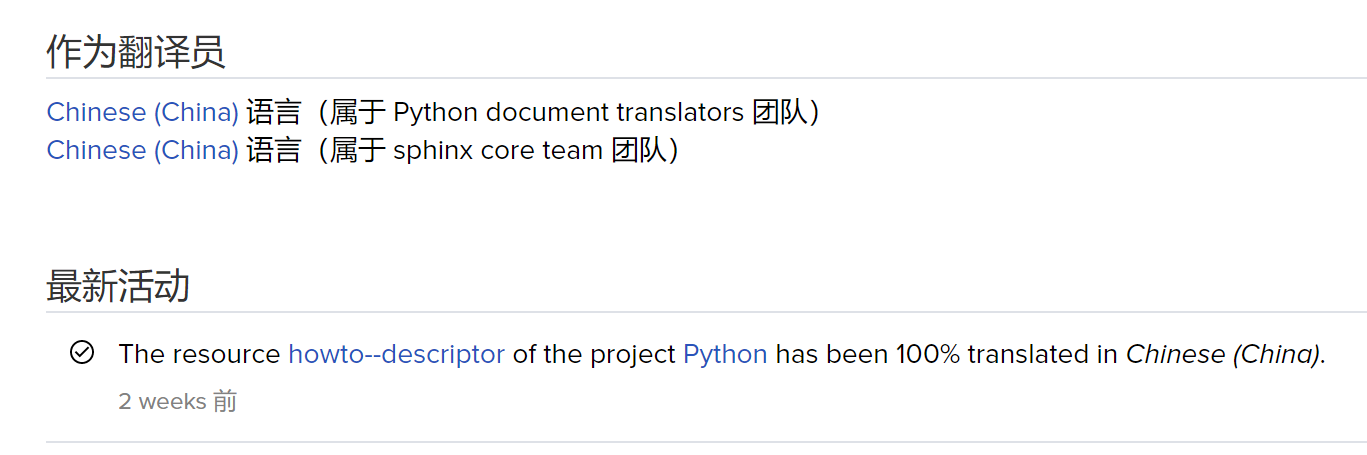 作为翻译员
Chinese (China) 语言（属于 Python document translators 团队）
Chinese (China) 语言（属于 sphinx core team 团队）
最新活动
The resource howto--descriptor of the project Python has been 100% translated in Chinese (China).
2 weeks 前